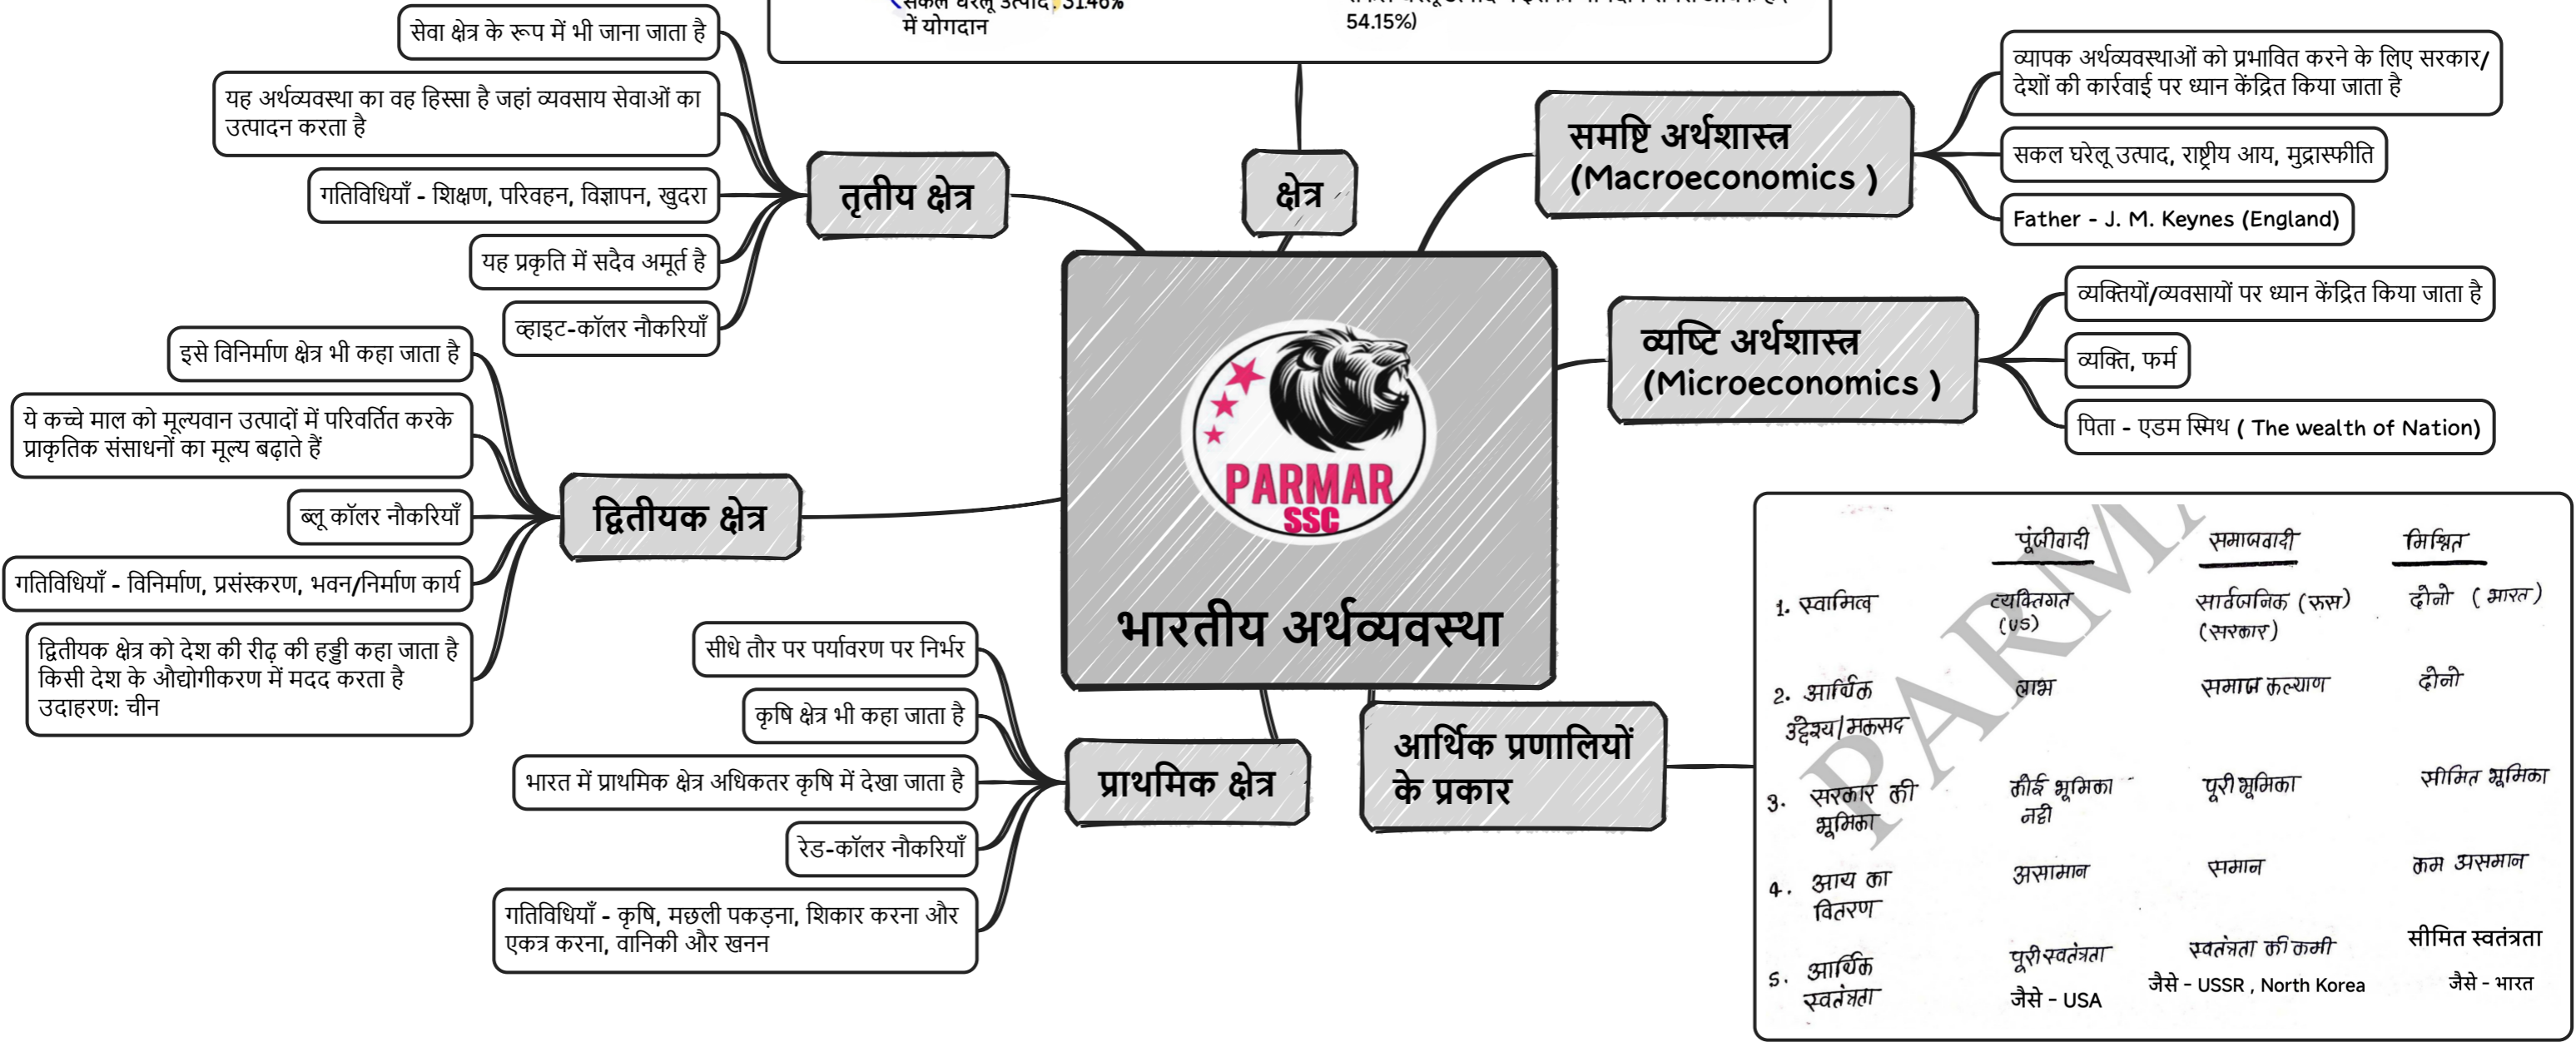 में योगदान
54.15%)
सेवा क्षेत्र के रूप में भी जाना जाता है
यह अर्थव्यवस्था का वह हिस्सा है जहां व्यवसाय सेवाओं का
उत्पादन करता है
गतिविधियाँ - शिक्षण, परिवहन, विज्ञापन, खुदरा
यह प्रकृति में सदैव अमूर्त है
व्हाइट-कॉलर नौकरियाँ
तृतीय क्षेत्र
क्षेत्र
समष्टि अर्थशास्त्र
(Macroeconomics )
व्यापक अर्थव्यवस्थाओं को प्रभावित करने के लिए सरकार/
देशों की कार्रवाई पर ध्यान केंद्रित किया जाता है
सकल घरेलू उत्पाद, राष्ट्रीय आय, मुद्रास्फीति
Father - J. M. Keynes (England)
व्यष्टि अर्थशास्त्र
(Microeconomics )
व्यक्तियों/व्यवसायों पर ध्यान केंद्रित किया जाता है
व्यक्ति, फर्म
पिता - एडम स्मिथ ( The wealth of Nation)
इसे विनिर्माण क्षेत्र भी कहा जाता है
ये कच्चे माल को मूल्यवान उत्पादों में परिवर्तित करके
प्राकृतिक संसाधनों का मूल्य बढ़ाते हैं
ब्लू कॉलर नौकरियाँ
गतिविधियाँ - विनिर्माण, प्रसंस्करण, भवन/निर्माण कार्य
द्वितीयक क्षेत्र को देश की रीढ़ की हड्डी कहा जाता है
किसी देश के औद्योगीकरण में मदद करता है
उदाहरण: चीन
द्वितीयक क्षेत्र
PARMAR
SSC
भारतीय अर्थव्यवस्था
सीधे तौर पर पर्यावरण पर निर्भर
कृषि क्षेत्र भी कहा जाता है
भारत में प्राथमिक क्षेत्र अधिकतर कृषि में देखा जाता है
रेड-कॉलर नौकरियाँ
गतिविधियाँ - कृषि, मछली पकड़ना, शिकार करना और
एकत्र करना, वानिकी और खनन
प्राथमिक क्षेत्र
आर्थिक प्रणालियों
के प्रकार
पूंजीवादी समाजवादी मिश्रित
1. स्वामित्व व्यक्तिगत सार्वजनिक (रुस) दोनो (भारत)
(US) (सरकार)
2. आर्थिक लाभ समाज कल्याण दोनो
उद्देश्य/मकसद
3. सरकार की कोई भूमिका पूरी भूमिका सीमित भूमिका
भूमिका नही
4. आय का असामान समान कम असमान
वितरण
5. आर्थिक पूरी स्वतंत्रता स्वतंत्रता की कमी सीमित स्वतंत्रता
स्वतंत्रता जैसे - USA जैसे - USSR , North Korea जैसे - भारत